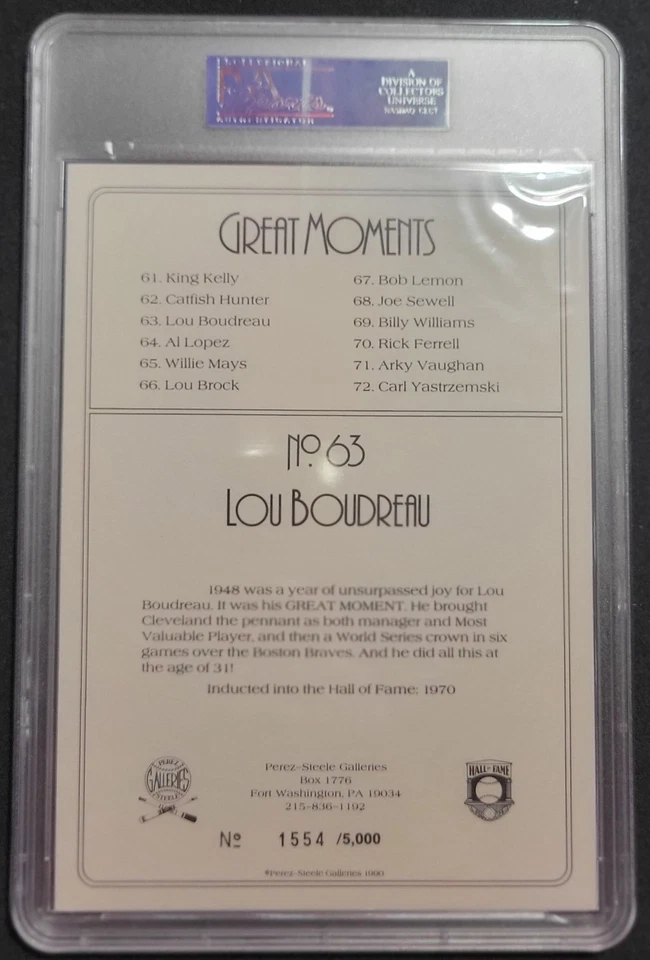 PROFESSIONAL
AUTHENTICATOR
A
DIVISION OF
COLLECTORS
UNIVERSE
NASDAQ: CLCT
GREAT MOMENTS
61. King Kelly
62. Catfish Hunter
63. Lou Boudreau
64. Al Lopez
65. Willie Mays
66. Lou Brock
67. Bob Lemon
68. Joe Sewell
69. Billy Williams
70. Rick Ferrell
71. Arky Vaughan
72. Carl Yastrzemski
Nº 63
LOU BOUDREAU
1948 was a year of unsurpassed joy for Lou
Boudreau. It was his GREAT MOMENT. He brought
Cleveland the pennant as both manager and Most
Valuable Player, and then a World Series crown in six
games over the Boston Braves. And he did all this at
the age of 31!
Inducted into the Hall of Fame: 1970
PEREZ
GALLERIES
STEELE
Perez-Steele Galleries
Box 1776
Fort Washington, PA 19034
215-836-1192
HALL OF FAME
Nº 1554 /5,000
©Perez-Steele Galleries 1990